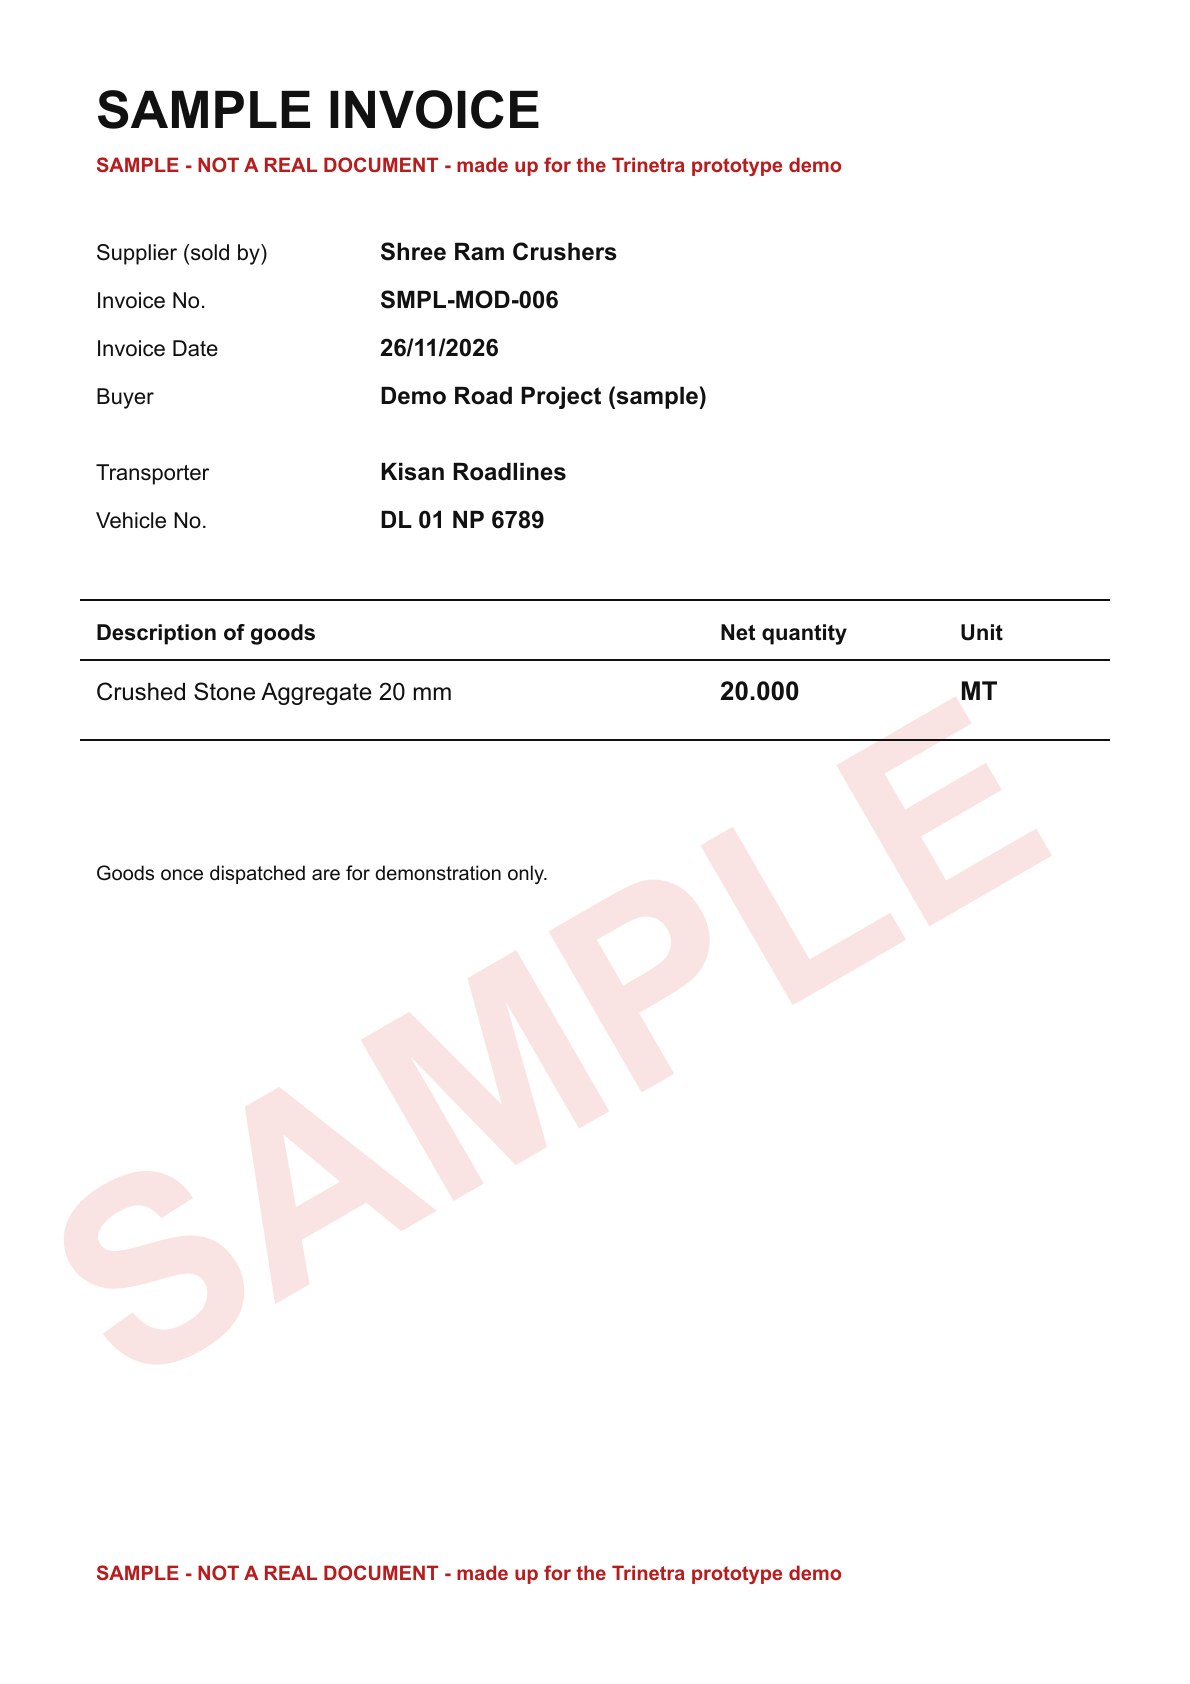 SAMPLE INVOICE
SAMPLE - NOT A REAL DOCUMENT - made up for the Trinetra prototype demo
Supplier (sold by) Shree Ram Crushers
Invoice No. SMPL-MOD-006
Invoice Date 26/11/2026
Buyer Demo Road Project (sample)
Transporter Kisan Roadlines
Vehicle No. DL 01 NP 6789
Description of goods Net quantity Unit
Crushed Stone Aggregate 20 mm 20.000 MT
Goods once dispatched are for demonstration only.
SAMPLE
SAMPLE - NOT A REAL DOCUMENT - made up for the Trinetra prototype demo